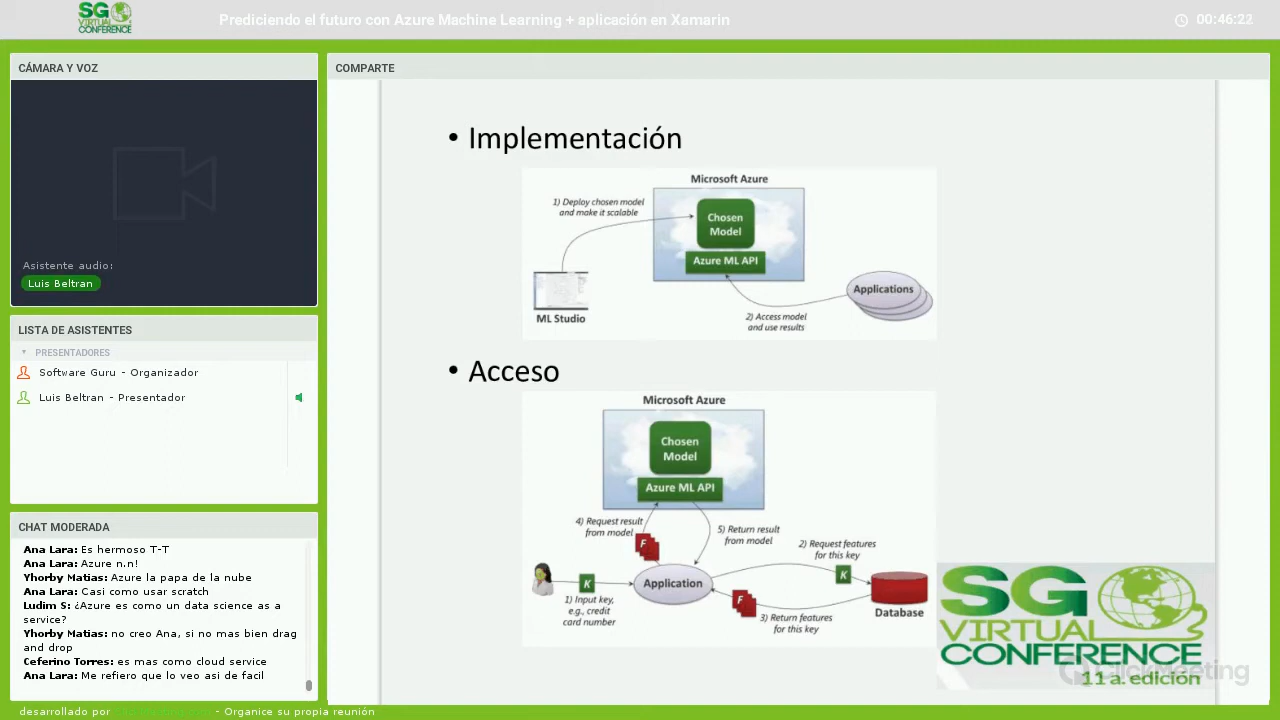 SG VIRTUAL CONFERENCE
Prediciendo el futuro con Azure Machine Learning + aplicación en Xamarin
00:46:22
CÁMARA Y VOZ
Asistente audio:
Luis Beltran
LISTA DE ASISTENTES
PRESENTADORES
Software Guru - Organizador
Luis Beltran - Presentador
CHAT MODERADA
Ana Lara: Es hermoso T-T
Ana Lara: Azure n.n!
Yhorby Matias: Azure la papa de la nube
Ana Lara: Casi como usar scratch
Ludim S: ¿Azure es como un data science as a
service?
Yhorby Matias: no creo Ana, si no mas bien drag
and drop
Ceferino Torres: es mas como cloud service
Ana Lara: Me refiero que lo veo asi de facil
desarrollado por
- Organice su propia reunión
COMPARTE
• Implementación
Microsoft Azure
1) Deploy chosen model
and make it scalable
Chosen
Model
Azure ML API
ML Studio
Applications
2) Access model
and use results
• Acceso
Microsoft Azure
Chosen
Model
Azure ML API
4) Request result
from model
5) Return result
from model
2) Request features
for this key
F
K
K
Application
1) Input key,
e.g., credit
card number
F
3) Return features
for this key
Database
SG
VIRTUAL
CONFERENCE
11 a. edición
ClickMeeting